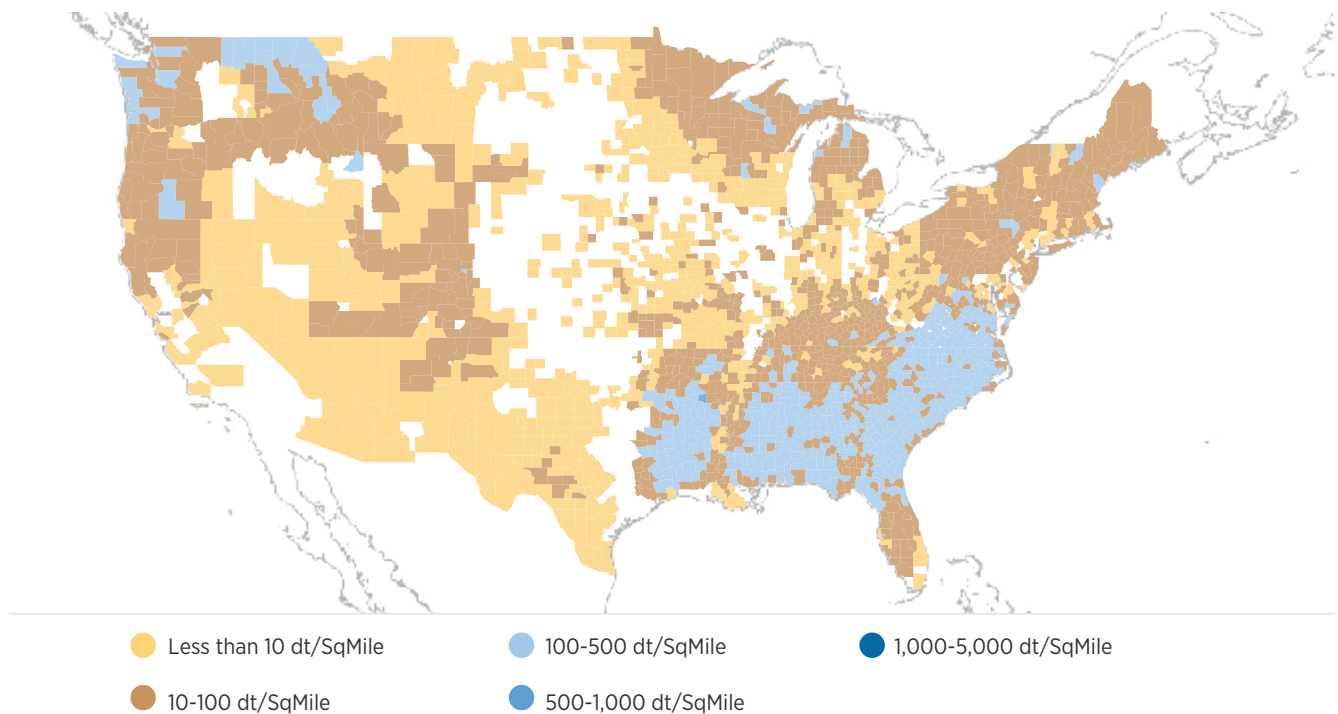 Less than 10 dt/SqMile
100-500 dt/SqMile
1,000-5,000 dt/SqMile
10-100 dt/SqMile
500-1,000 dt/SqMile